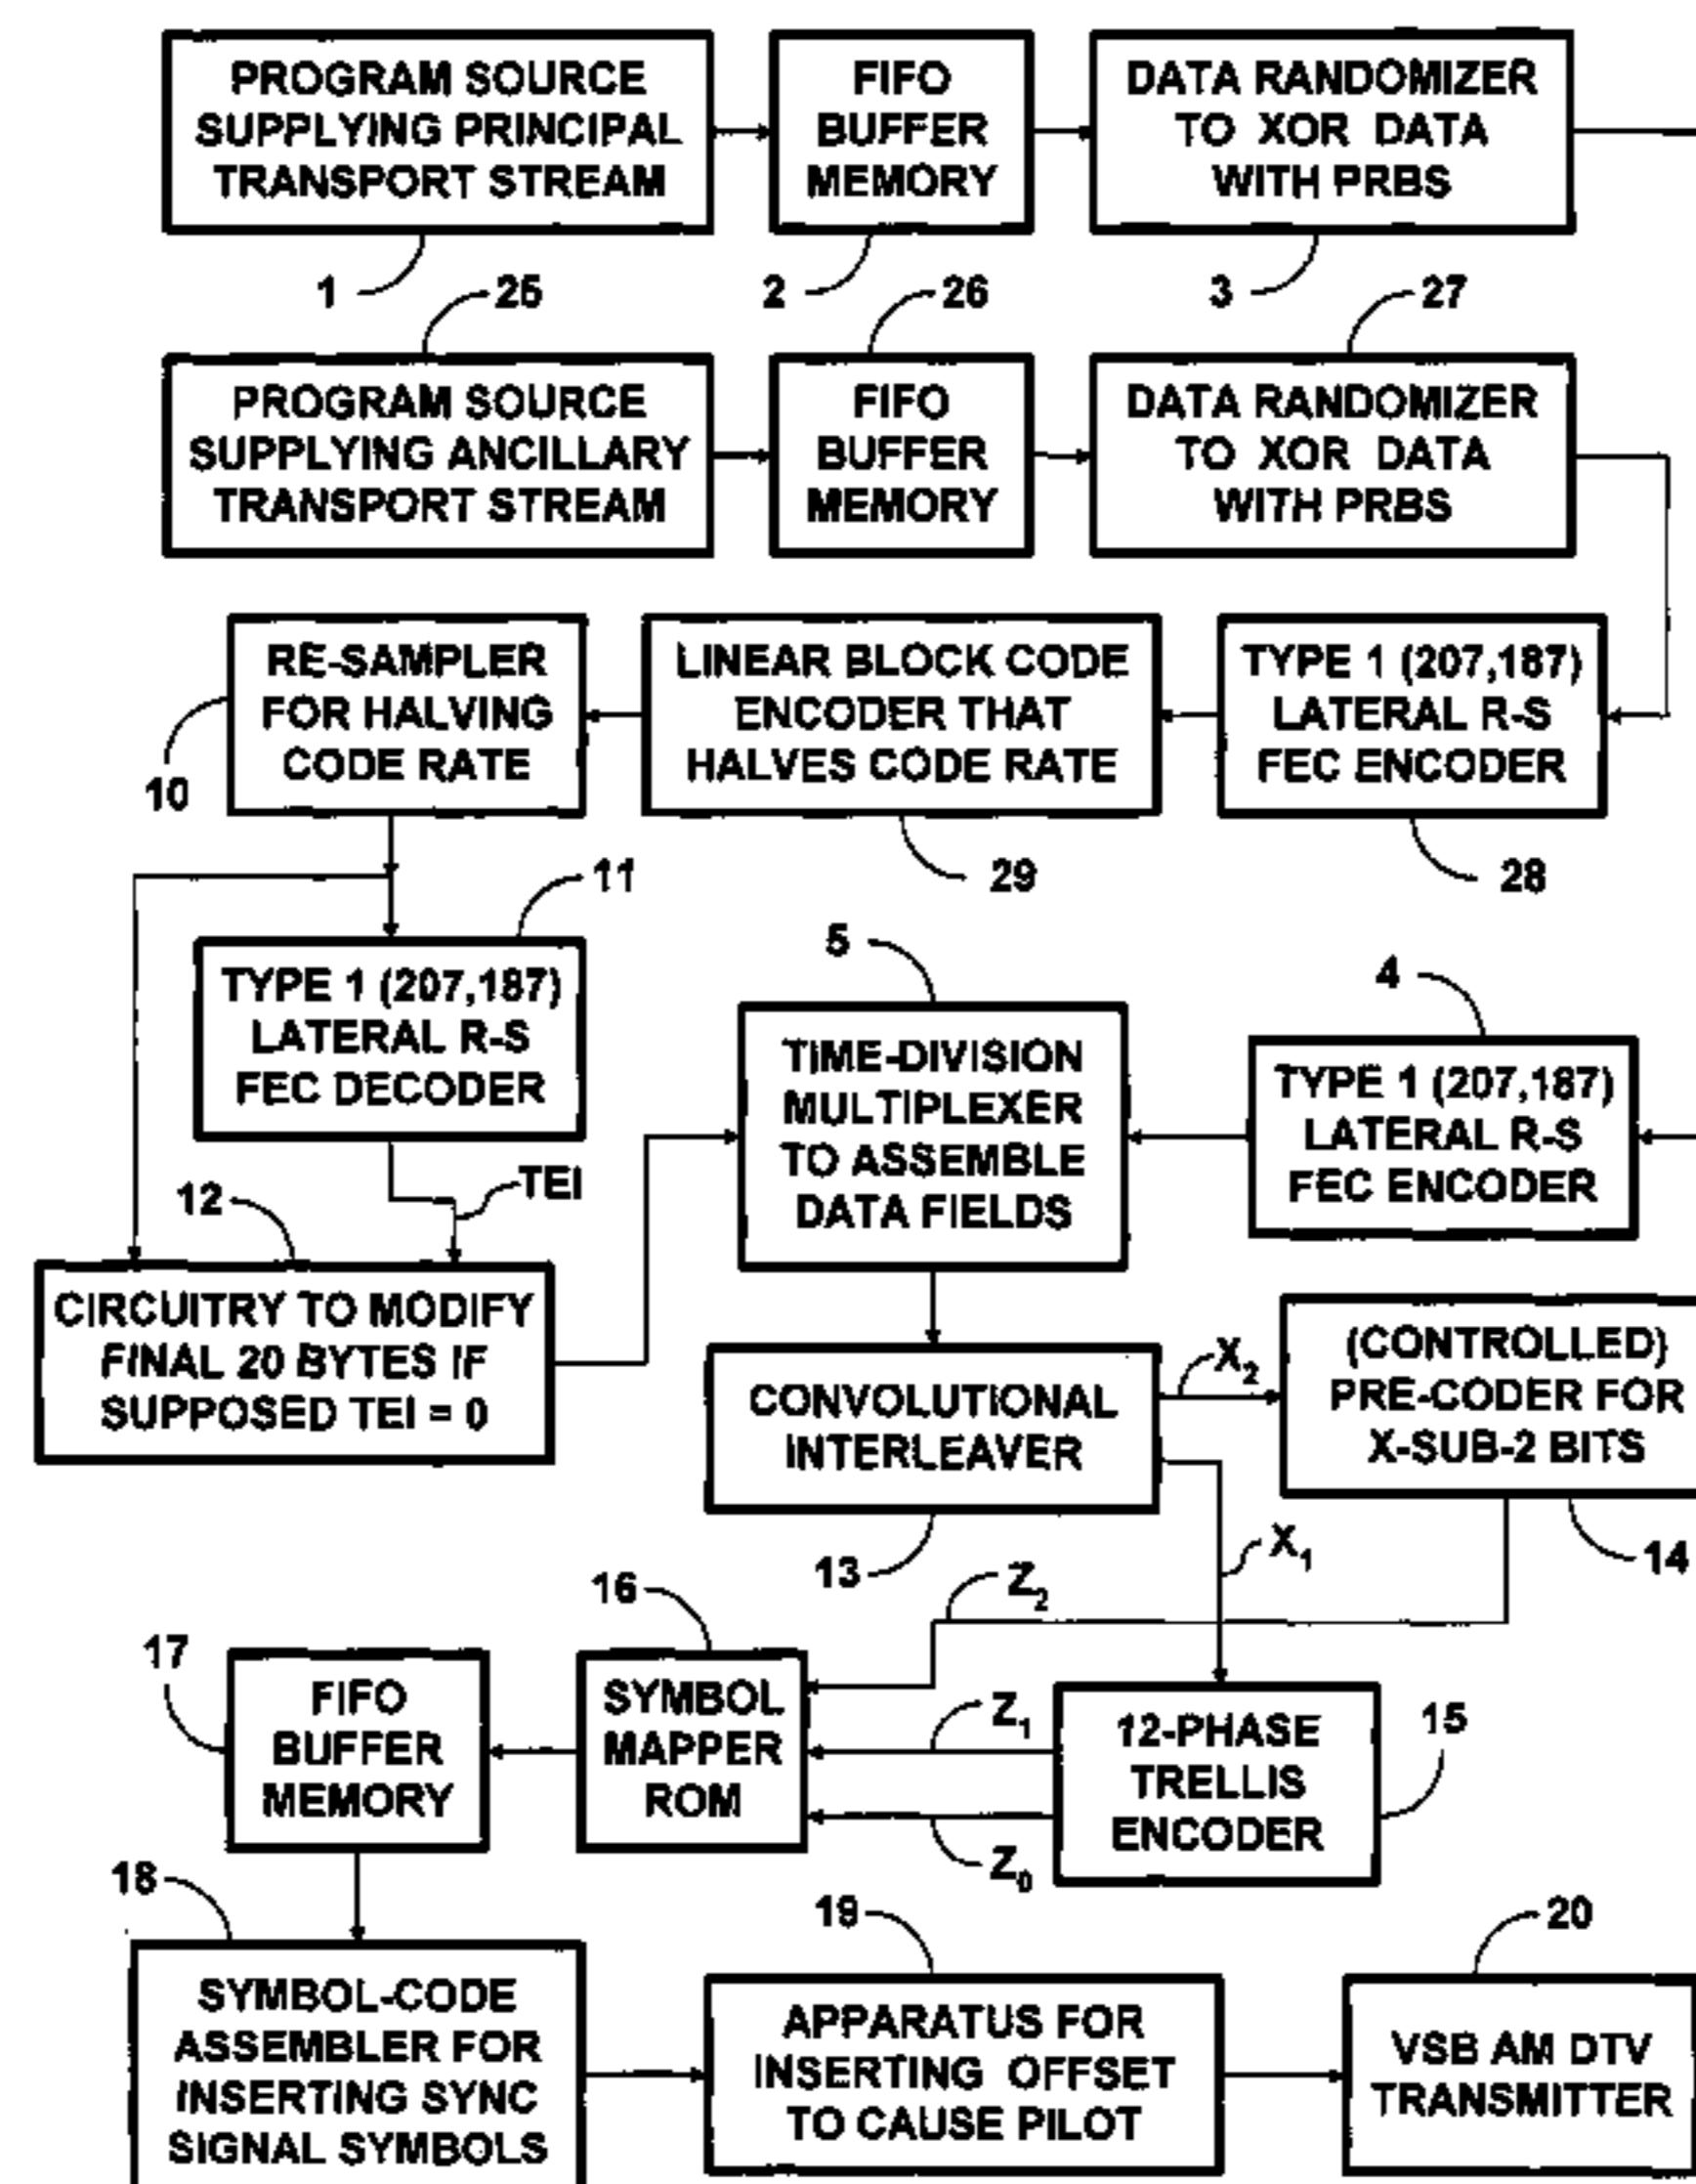 PROGRAM SOURCE
SUPPLYING PRINCIPAL
TRANSPORT STREAM
FIFO
BUFFER
MEMORY
DATA RANDOMIZER
TO XOR DATA
WITH PRBS
1
25
2
26
3
27
PROGRAM SOURCE
SUPPLYING ANCILLARY
TRANSPORT STREAM
FIFO
BUFFER
MEMORY
DATA RANDOMIZER
TO XOR DATA
WITH PRBS
RE-SAMPLER
FOR HALVING
CODE RATE
LINEAR BLOCK CODE
ENCODER THAT
HALVES CODE RATE
TYPE 1 (207,187)
LATERAL R-S
FEC ENCODER
10
11
29
28
5
4
TYPE 1 (207,187)
LATERAL R-S
FEC DECODER
TIME-DIVISION
MULTIPLEXER
TO ASSEMBLE
DATA FIELDS
TYPE 1 (207,187)
LATERAL R-S
FEC ENCODER
12
TEI
CIRCUITRY TO MODIFY
FINAL 20 BYTES IF
SUPPOSED TEI = 0
CONVOLUTIONAL
INTERLEAVER
X₂
(CONTROLLED)
PRE-CODER FOR
X-SUB-2 BITS
13
X₁
14
16
Z₂
17
FIFO
BUFFER
MEMORY
SYMBOL
MAPPER
ROM
Z₁
Z₀
12-PHASE
TRELLIS
ENCODER
15
18
19
20
SYMBOL-CODE
ASSEMBLER FOR
INSERTING SYNC
SIGNAL SYMBOLS
APPARATUS FOR
INSERTING OFFSET
TO CAUSE PILOT
VSB AM DTV
TRANSMITTER